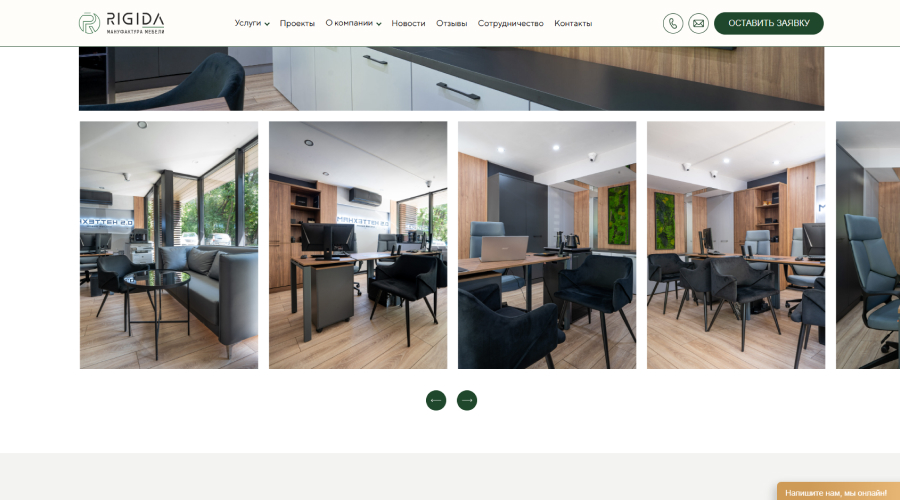 RIGIDA
МАНУФАКТУРА МЕБЕЛИ
Услуги
Проекты
О компании
Новости
Отзывы
Сотрудничество
Контакты
ОСТАВИТЬ ЗАЯВКУ
Напишите нам, мы онлайн!